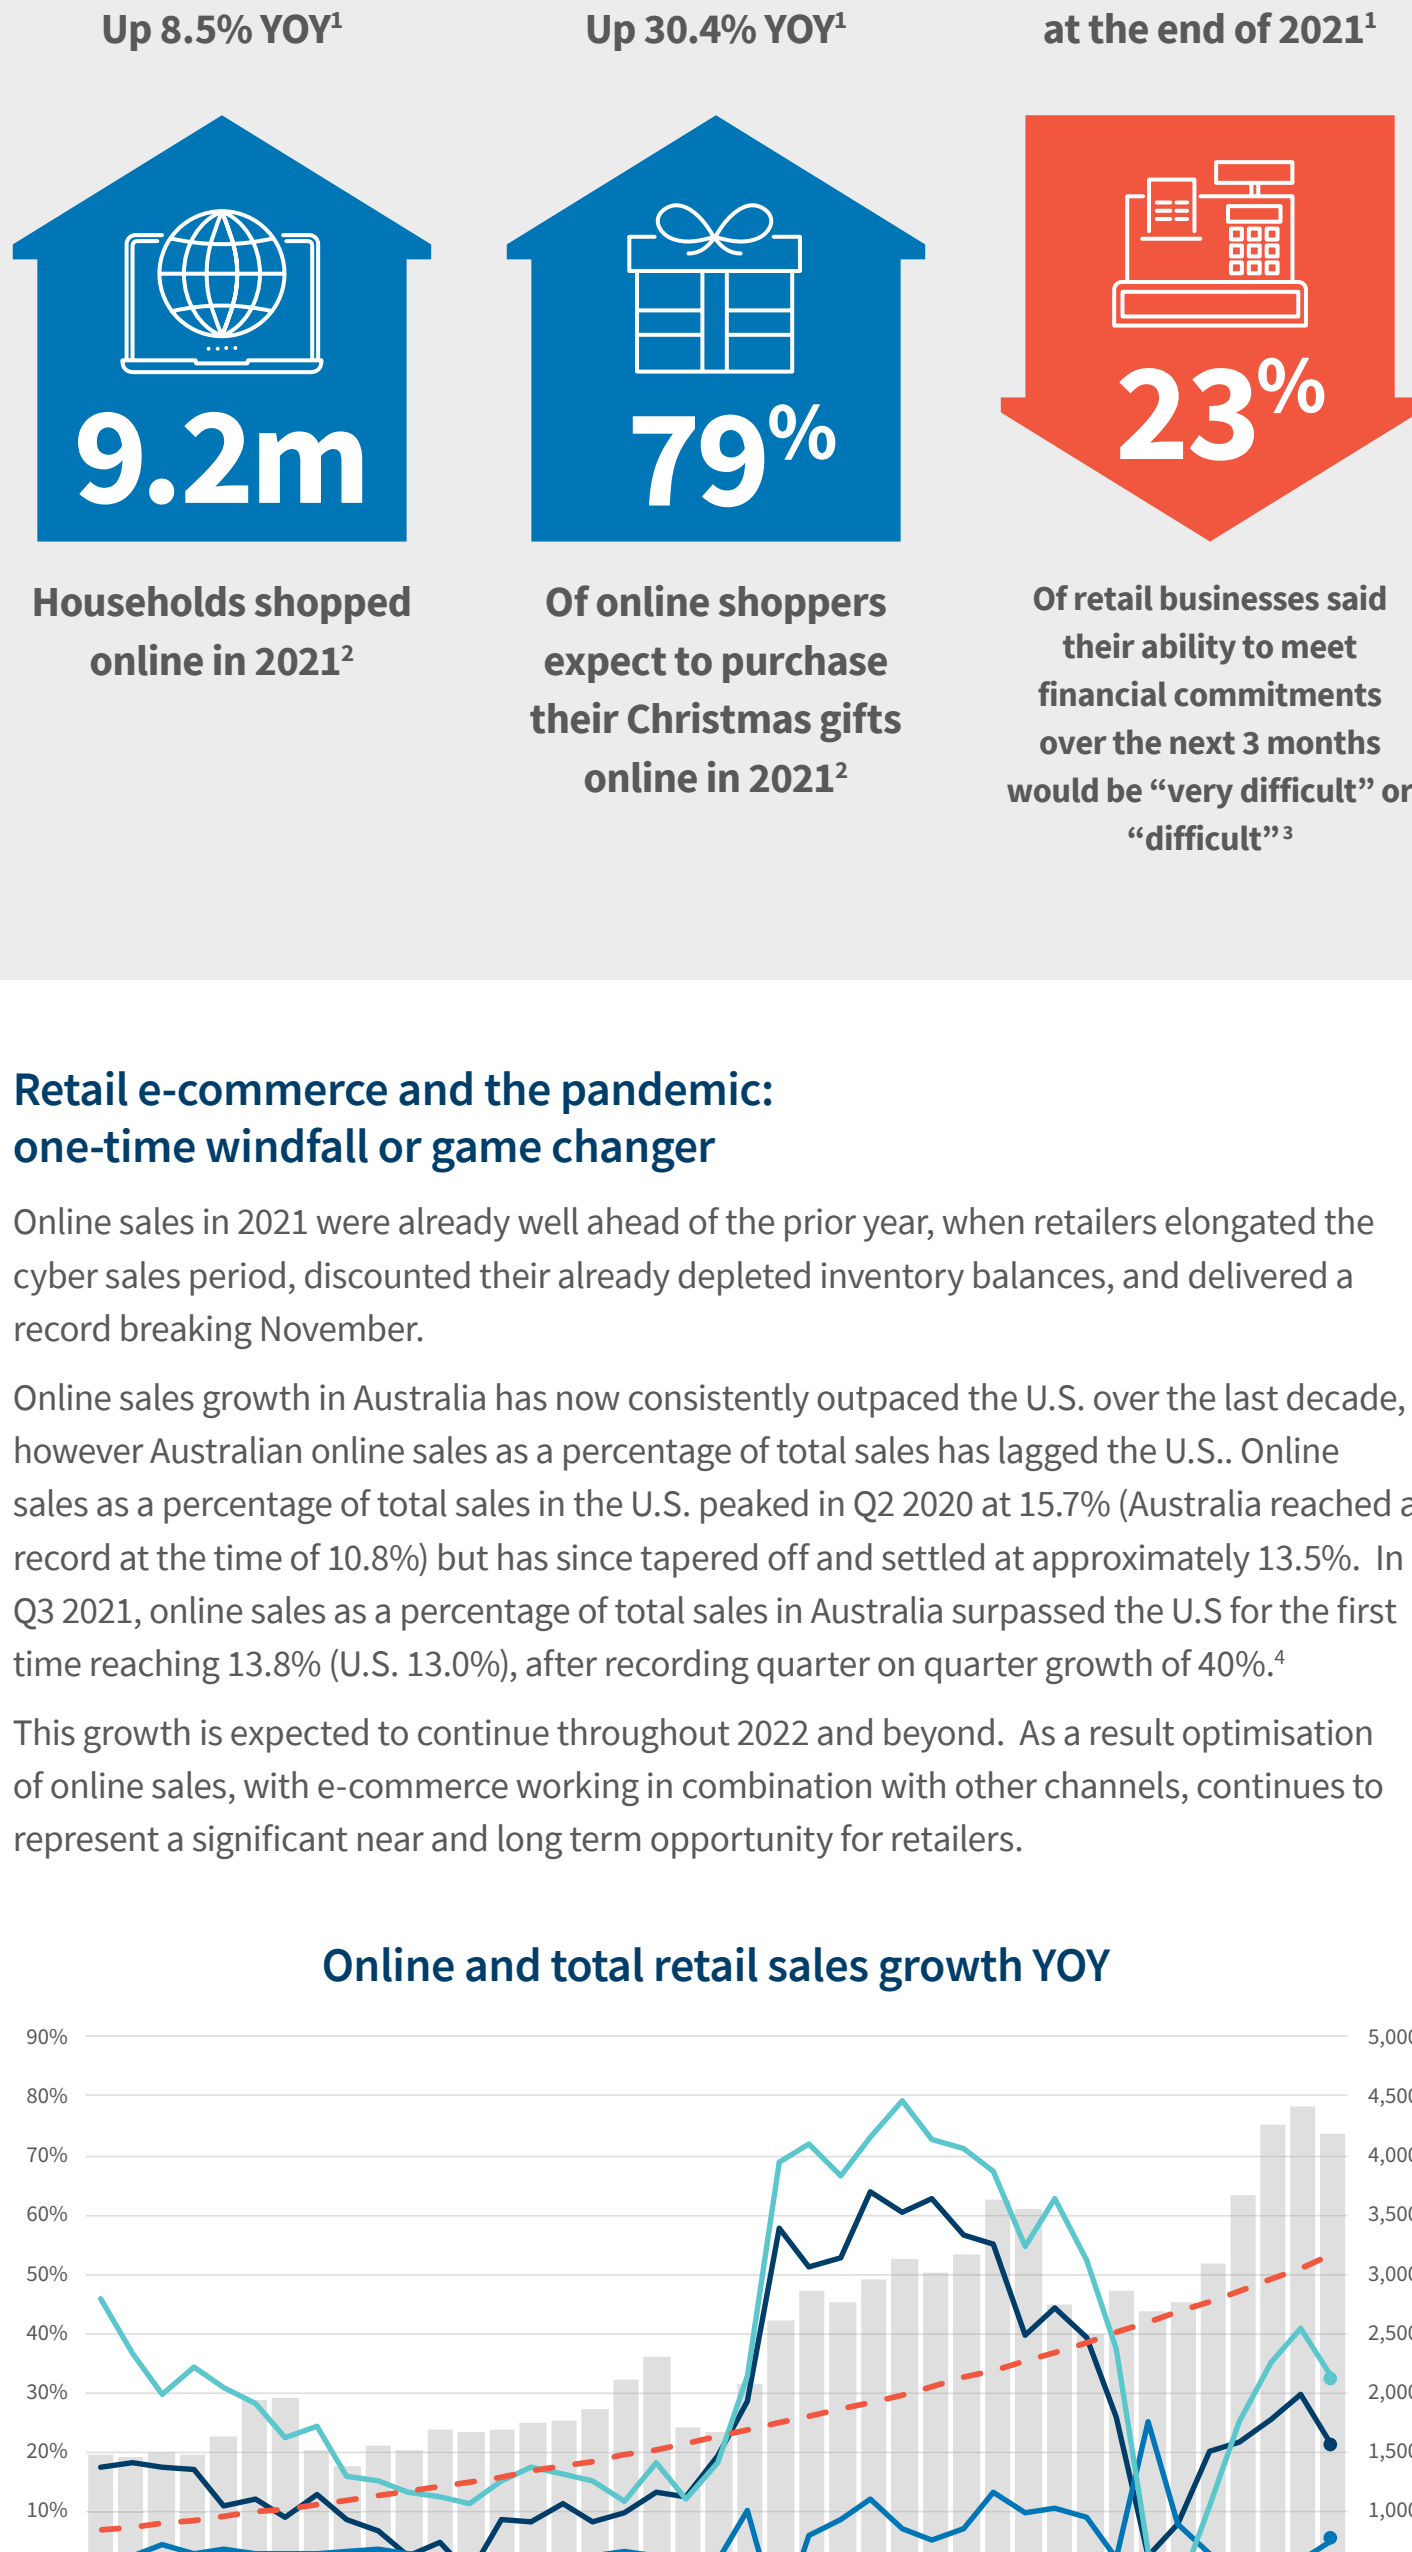 Up 8.5% YOY¹
Up 30.4% YOY¹
at the end of 2021¹
9.2m
79%
23%
Households shopped
online in 2021²
Of online shoppers
expect to purchase
their Christmas gifts
online in 2021²
Of retail businesses said
their ability to meet
financial commitments
over the next 3 months
would be “very difficult” or
“difficult”³
Retail e-commerce and the pandemic:
one-time windfall or game changer
Online sales in 2021 were already well ahead of the prior year, when retailers elongated the
cyber sales period, discounted their already depleted inventory balances, and delivered a
record breaking November.
Online sales growth in Australia has now consistently outpaced the U.S. over the last decade,
however Australian online sales as a percentage of total sales has lagged the U.S.. Online
sales as a percentage of total sales in the U.S. peaked in Q2 2020 at 15.7% (Australia reached a
record at the time of 10.8%) but has since tapered off and settled at approximately 13.5%. In
Q3 2021, online sales as a percentage of total sales in Australia surpassed the U.S for the first
time reaching 13.8% (U.S. 13.0%), after recording quarter on quarter growth of 40%.⁴
This growth is expected to continue throughout 2022 and beyond. As a result optimisation
of online sales, with e-commerce working in combination with other channels, continues to
represent a significant near and long term opportunity for retailers.
Online and total retail sales growth YOY
90%
80%
70%
60%
50%
40%
30%
20%
10%